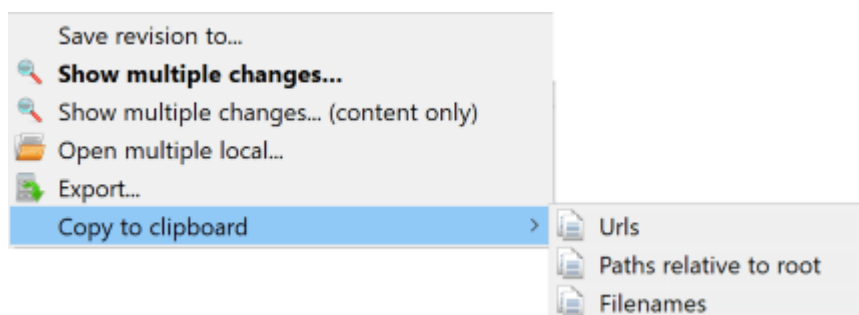 Save revision to...
Show multiple changes...
Show multiple changes... (content only)
Open multiple local...
Export...
Copy to clipboard
Urls
Paths relative to root
Filenames